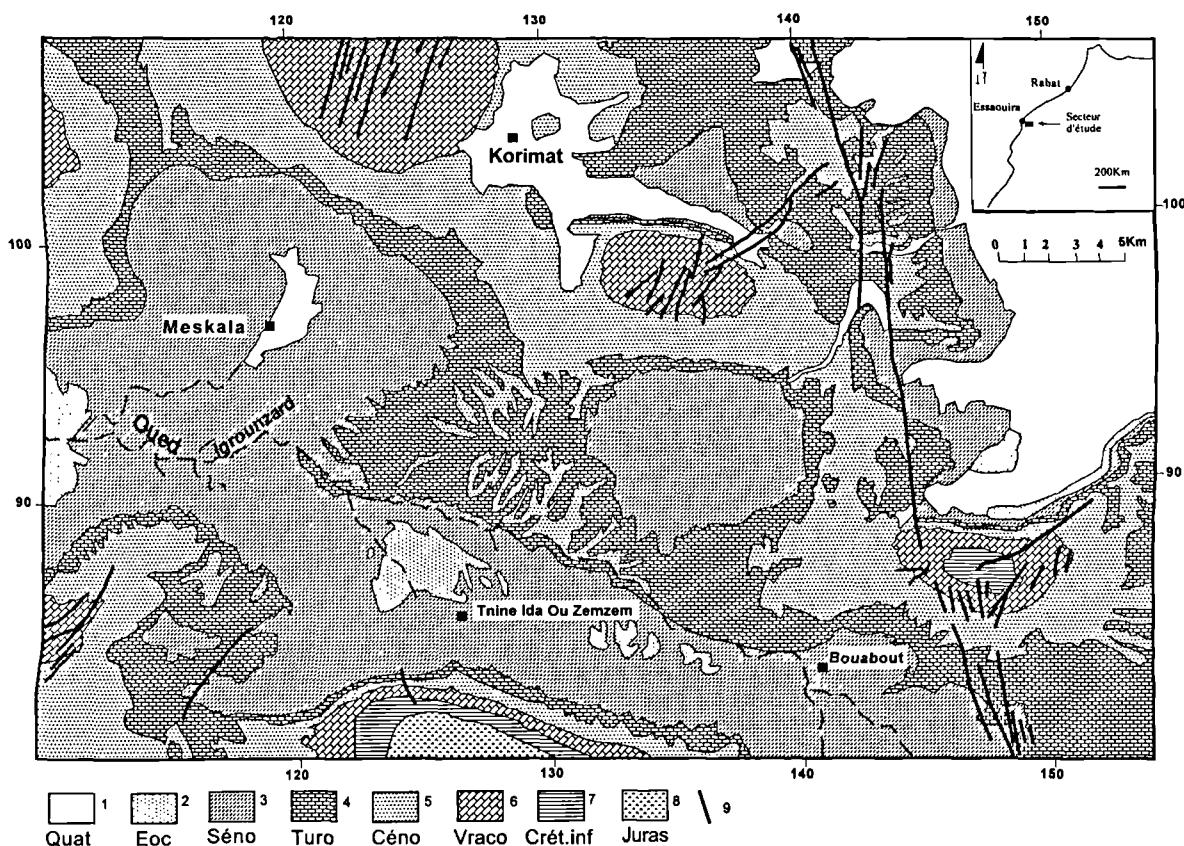 120 130 140 150
Rabat
Essaouira
Secteur
d'étude
200Km
Korimat
100
100
0 1 2 3 4 5Km
Meskala
Oued
Igrounzard
90
90
Tnine Ida Ou Zemzem
Bouabout
120 130 140 150
1 2 3 4 5 6 7 8 9
Quat Eoc Séno Turo Céno Vraco Crét.inf Juras